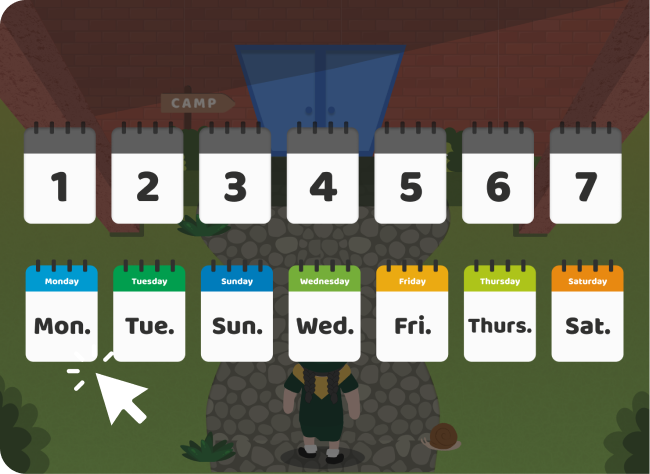 CAMP
1 2 3 4 5 6 7
Monday Tuesday Sunday Wednesday Friday Thursday Saturday
Mon. Tue. Sun. Wed. Fri. Thurs. Sat.